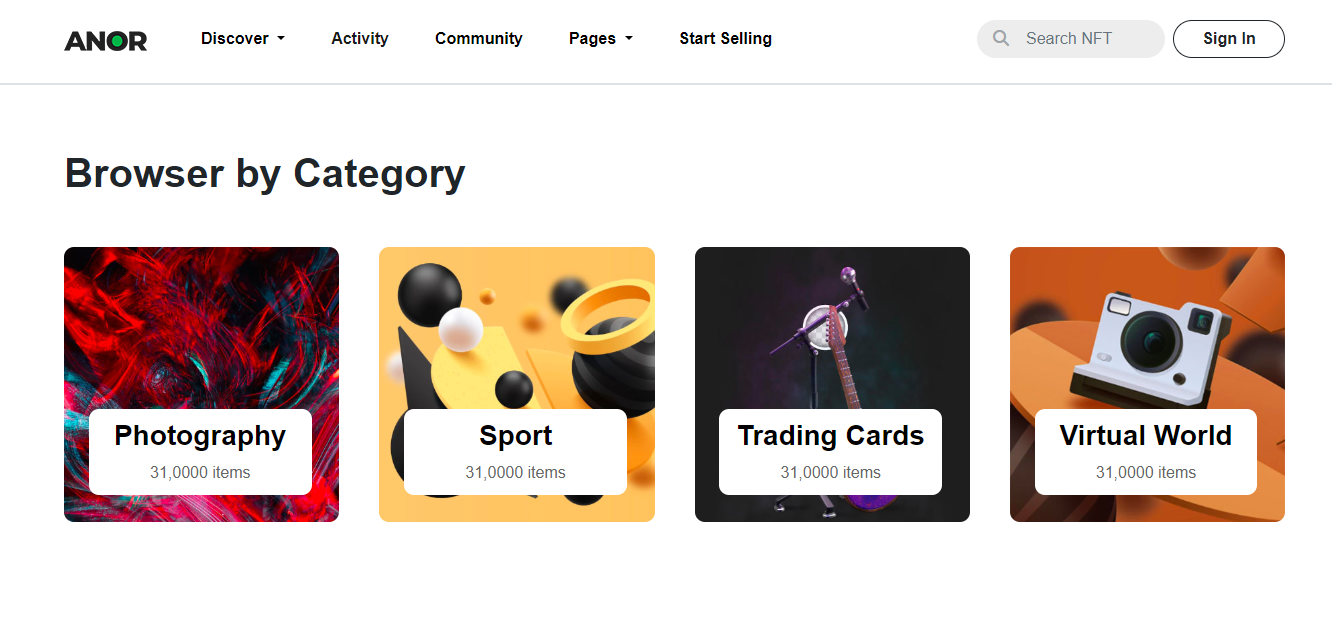 ANOR
Discover
Activity
Community
Pages
Start Selling
Search NFT
Sign In
Browser by Category
Photography
31,0000 items
Sport
31,0000 items
Trading Cards
31,0000 items
Virtual World
31,0000 items